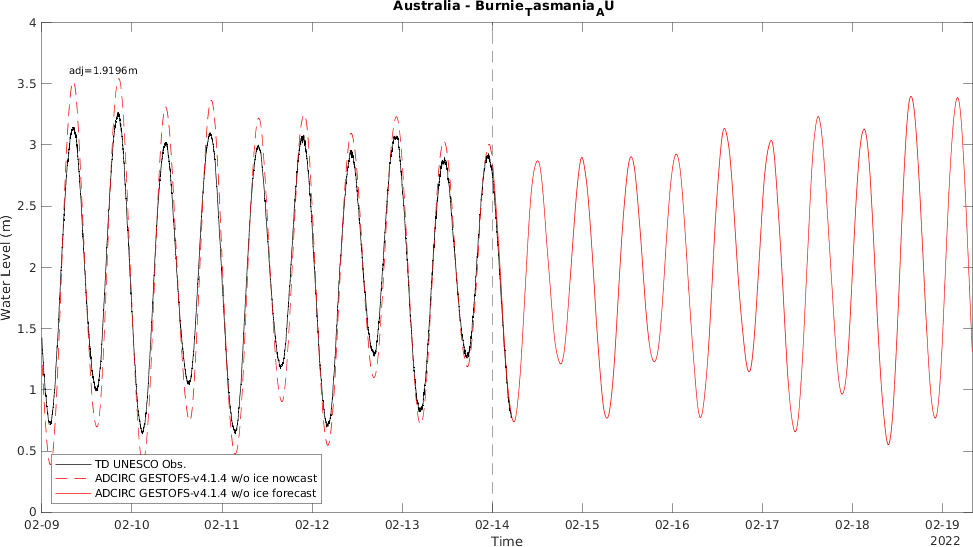 Australia - BurnieTasmaniaAU
4
adj=1.9196m
3.5
3
2.5
2
1.5
1
0.5
0
Water Level (m)
TD UNESCO Obs.
ADCIRC GESTOFS-v4.1.4 w/o ice nowcast
ADCIRC GESTOFS-v4.1.4 w/o ice forecast
02-09 02-10 02-11 02-12 02-13 02-14 02-15 02-16 02-17 02-18 02-19
Time 2022